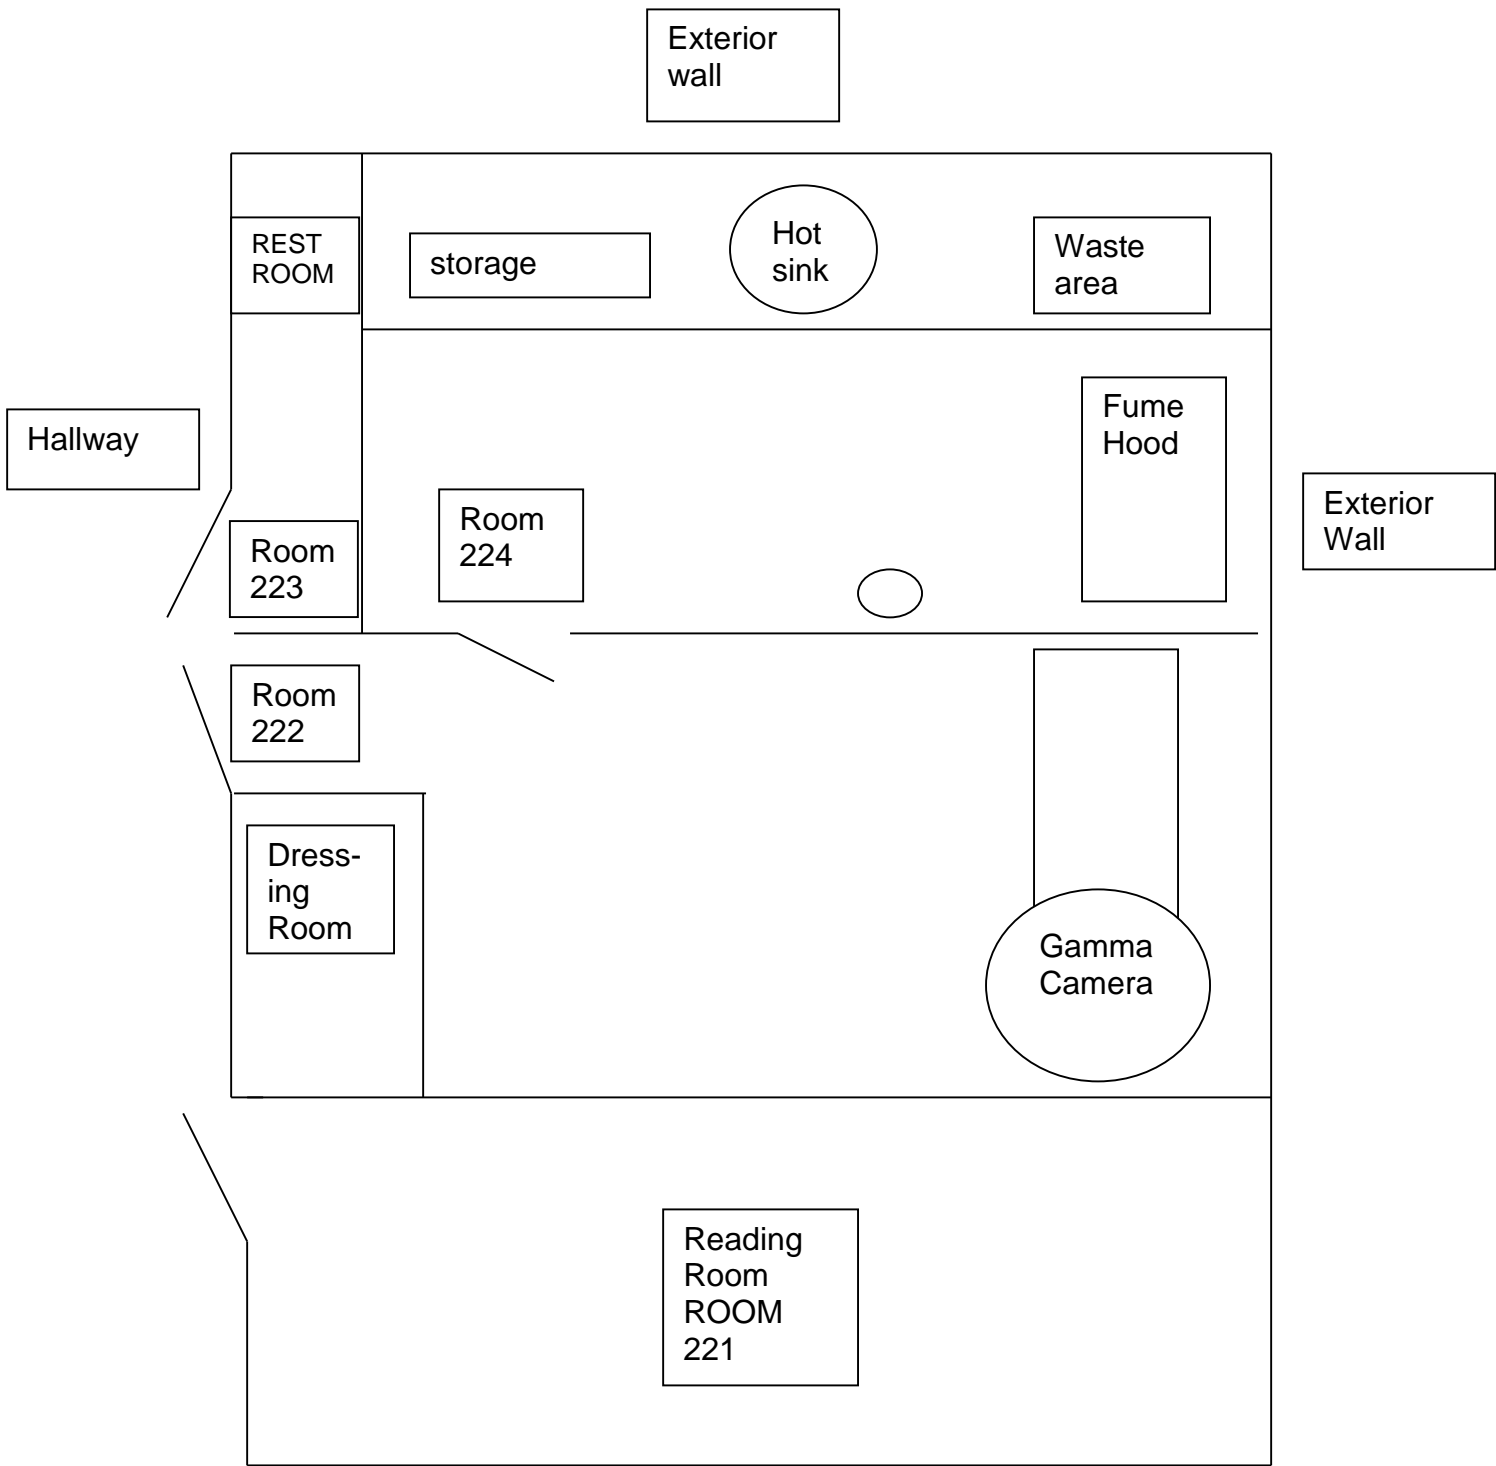 Exterior
wall
REST
ROOM
storage
Hot
sink
Waste
area
Hallway
Fume
Hood
Exterior
Wall
Room
224
Room
223
Room
222
Dress-
ing
Room
Gamma
Camera
Reading
Room
ROOM
221